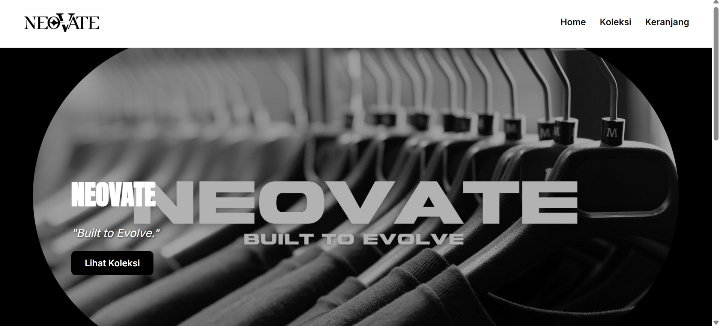 NEOVATE
Home Koleksi Keranjang
M M M M
NEOVATE
NEOVATE
"Built to Evolve."
BUILT TO EVOLVE
Lihat Koleksi